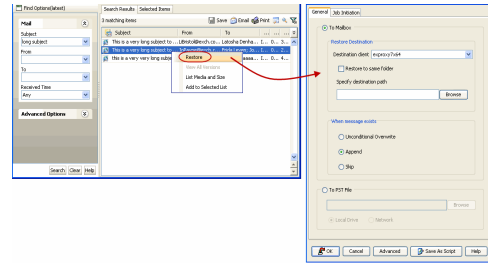 Find Options(latest)
Mail
Subject
long subject
From
To
Received Time
Any
Advanced Options
Search Clear Help
Search Results Selected Items
3 matching items Save Email Print
Subject From To
This is a very long subject to ...
This is a very long subject to ...
this is a very very long subje
Restore
View All Versions
List Media and Size
Add to Selected List
General Job Initiation
To Mailbox
Restore Destination
Destination client exproxy7x64
Restore to same folder
Specify destination path
Browse
When message exists
Unconditional Overwrite
Append
Skip
To PST File
Browse
Local Drive Network
OK Cancel Advanced Save As Script Help